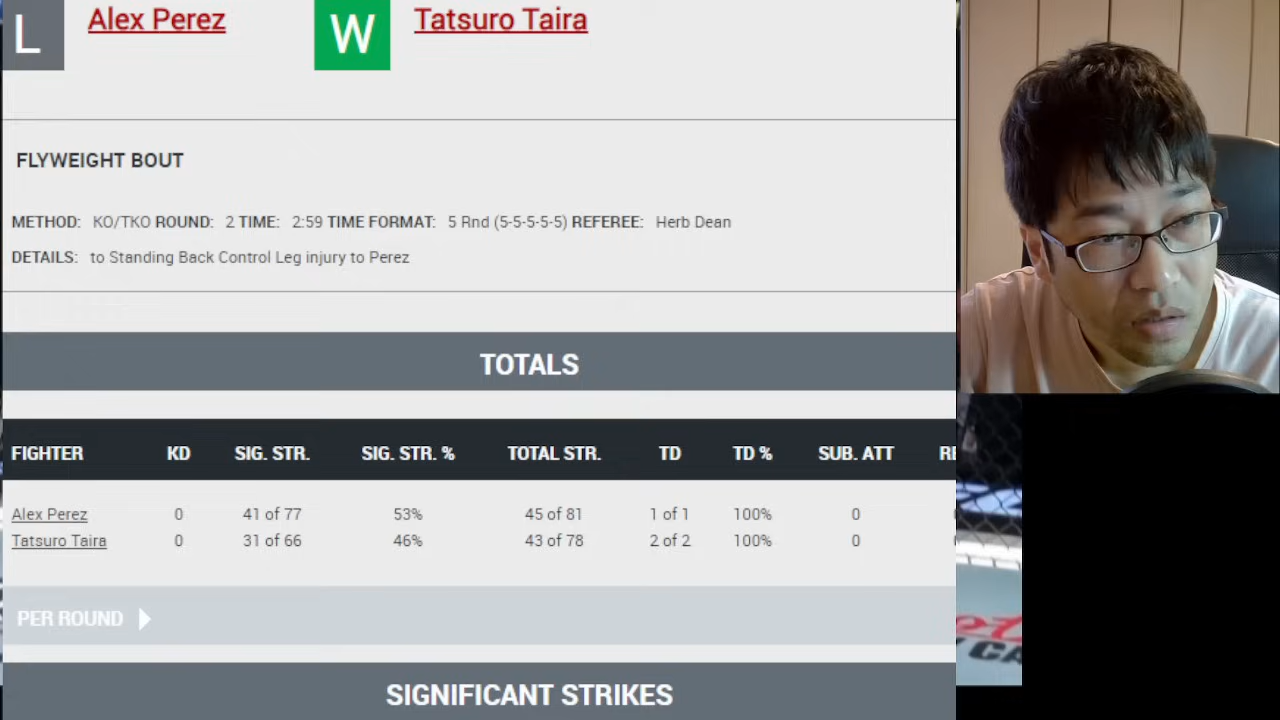 L Alex Perez W Tatsuro Taira
FLYWEIGHT BOUT
METHOD: KO/TKO ROUND: 2 TIME: 2:59 TIME FORMAT: 5 Rnd (5-5-5-5-5) REFEREE: Herb Dean
DETAILS: to Standing Back Control Leg injury to Perez
TOTALS
FIGHTER KD SIG. STR. SIG. STR. % TOTAL STR. TD TD % SUB. ATT
Alex Perez 0 41 of 77 53% 45 of 81 1 of 1 100% 0
Tatsuro Taira 0 31 of 66 46% 43 of 78 2 of 2 100% 0
PER ROUND
SIGNIFICANT STRIKES